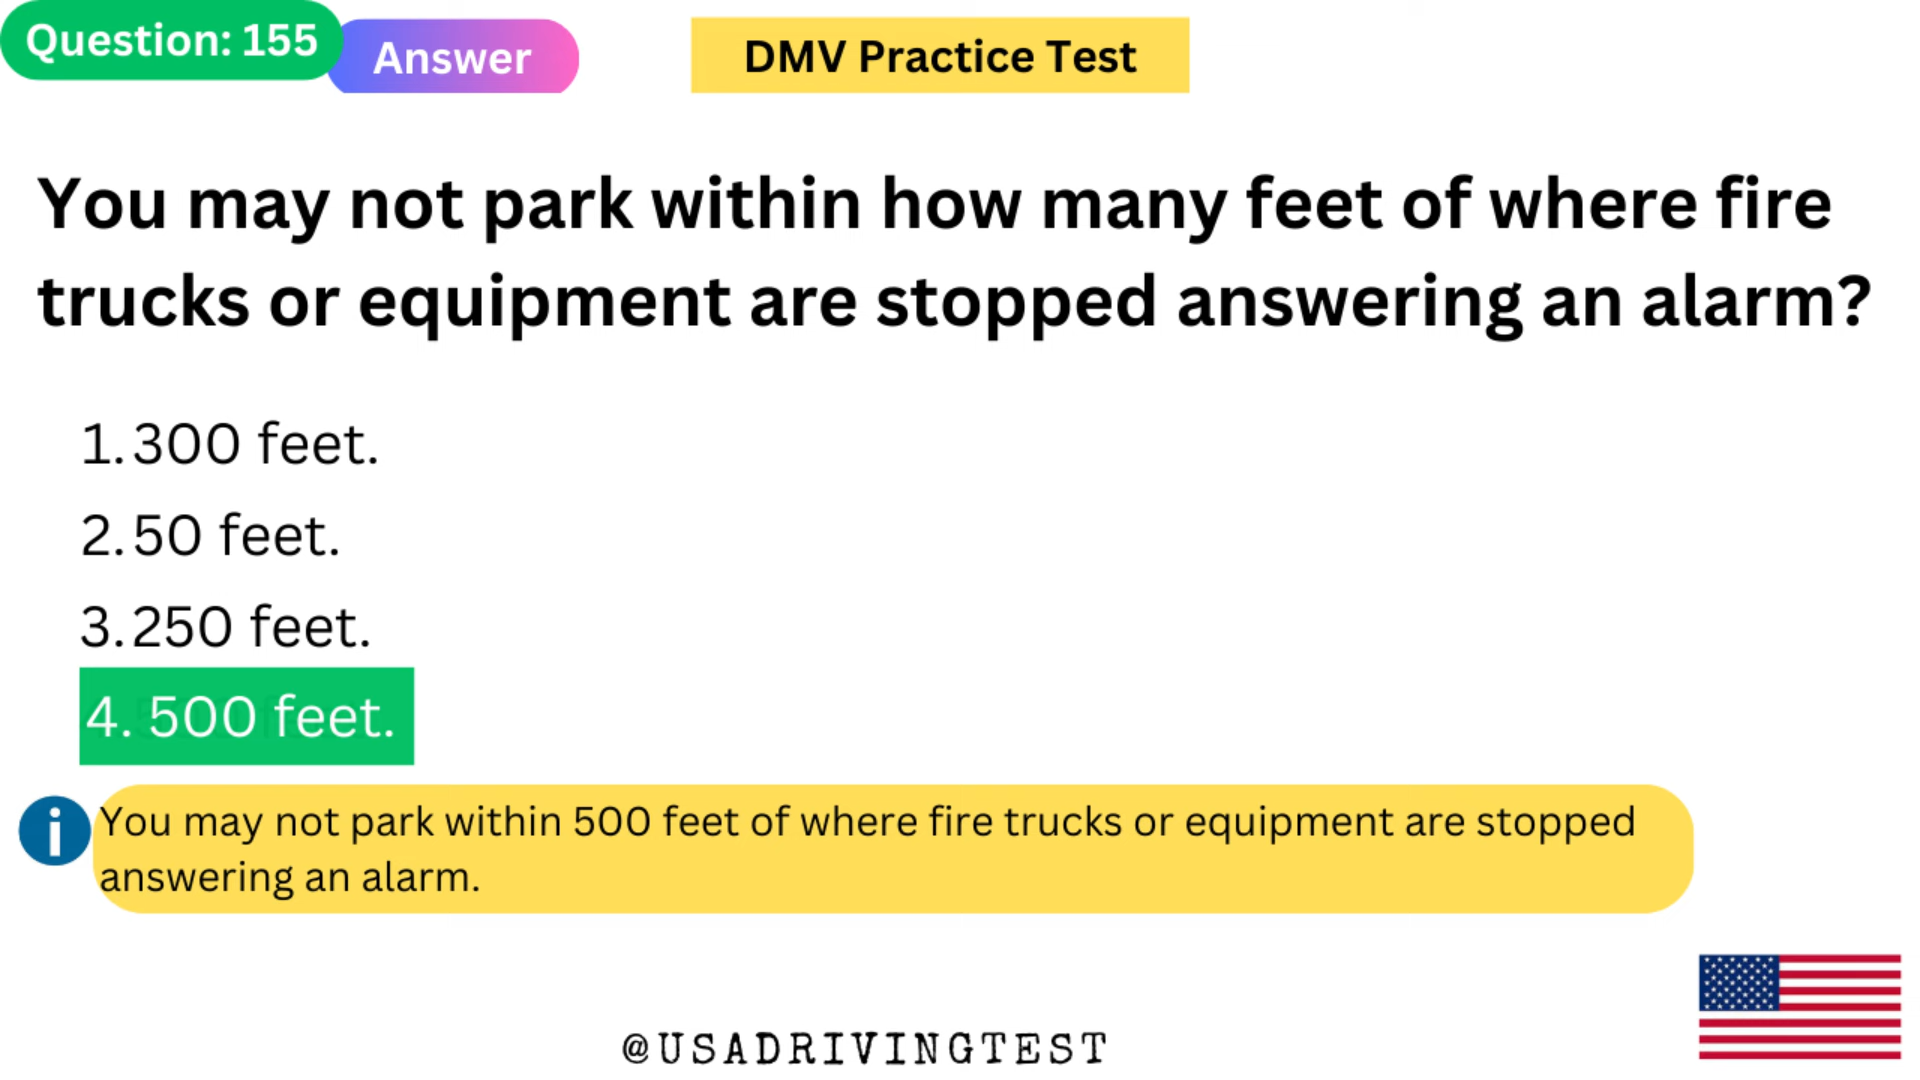 Question: 155
Answer
DMV Practice Test
You may not park within how many feet of where fire
trucks or equipment are stopped answering an alarm?
1. 300 feet.
2. 50 feet.
3. 250 feet.
4. 500 feet.
i
You may not park within 500 feet of where fire trucks or equipment are stopped
answering an alarm.
@USADRIVINGTEST